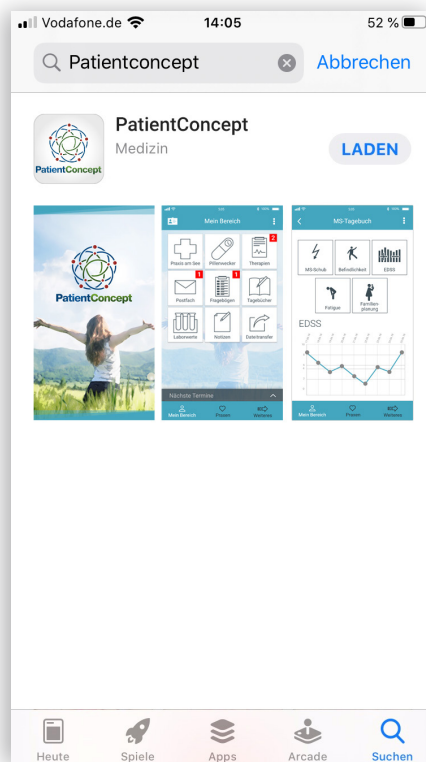 Vodafone.de 14:05 52 %
Patientconcept Abbrechen
PatientConcept
Medizin
LADEN
PatientConcept
PatientConcept
Mein Bereich
Praxis am See Pillenwecker Therapien
2
1 1
Postfach Fragebögen Tagebücher
Laborwerte Notizen Dateitransfer
Nächste Termine
Mein Bereich Praxen Weiteres
MS-Tagebuch
MS-Schub Befindlichkeit EDSS
Fatigue Familien-
planung
EDSS
Mein Bereich Praxen Weiteres
Heute Spiele Apps Arcade Suchen